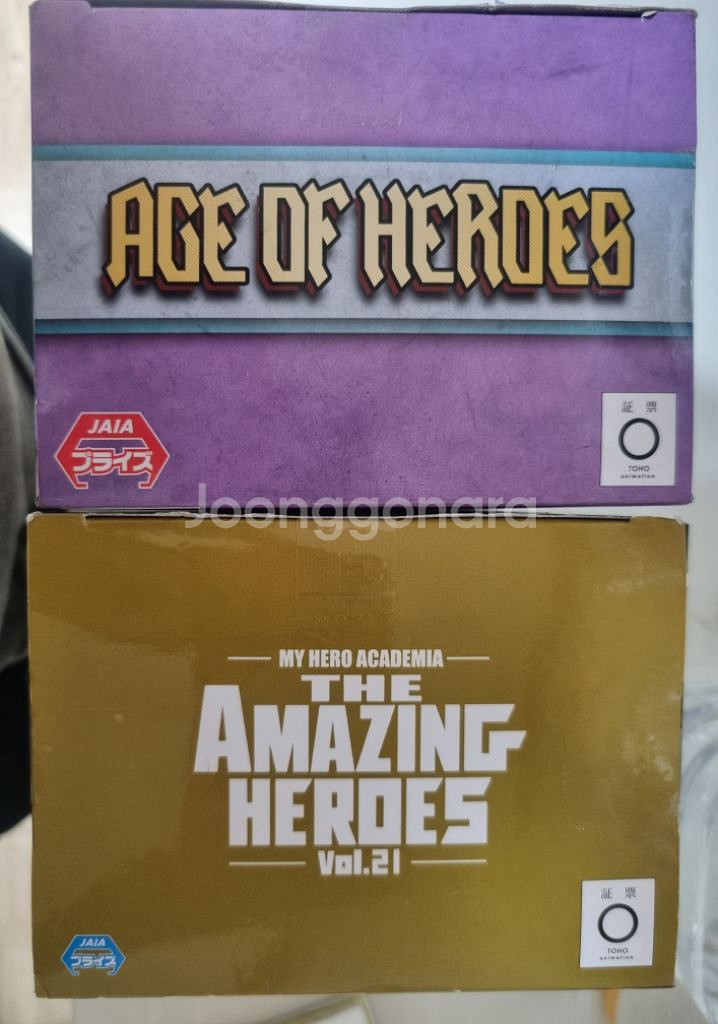 AGE OF HEROES
JAIA
プライズ
証票
TOHO
animation
Joonggonara
MY HERO ACADEMIA
THE
AMAZING
HEROES
Vol.21
証票
TOHO
animation
JAIA
プライズ